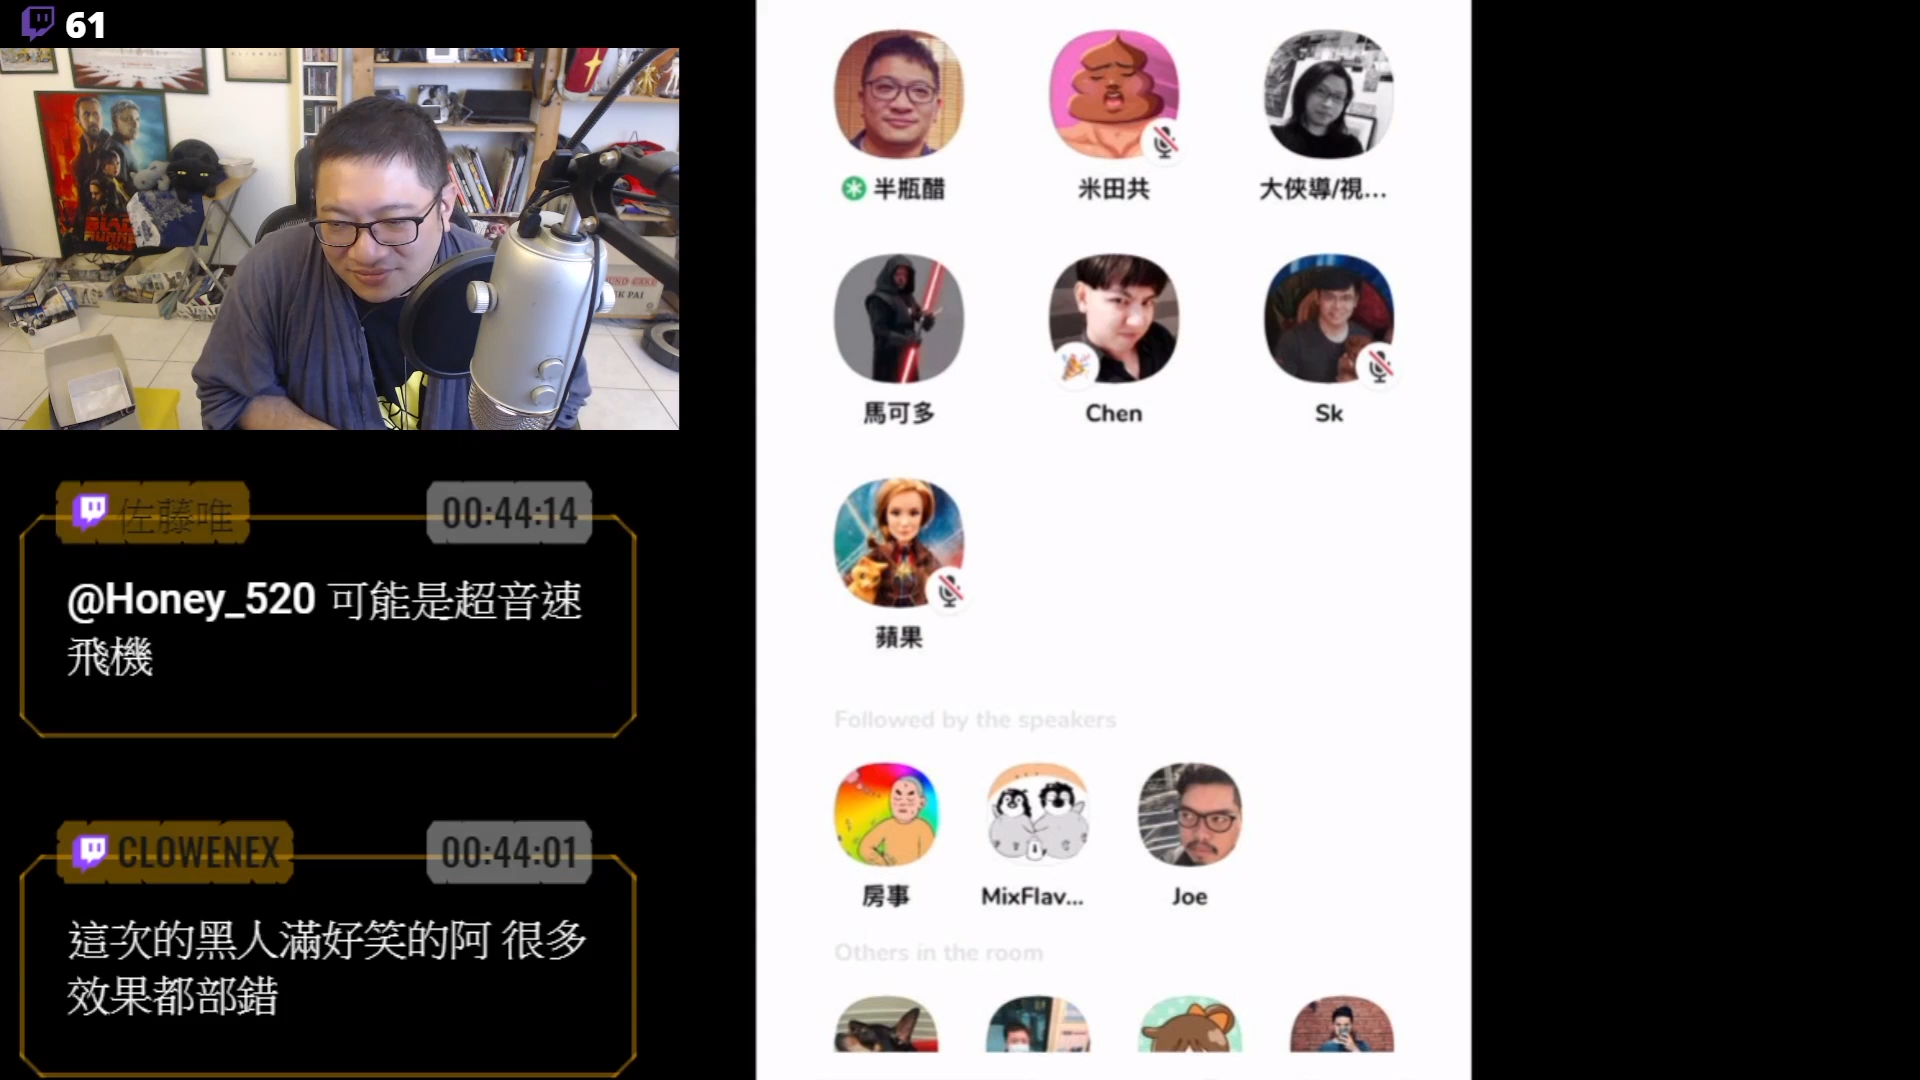 61
佐藤唯
00:44:14
@Honey_520 可能是超音速
飛機
CLOWENEX
00:44:01
這次的黑人滿好笑的阿 很多
效果都部錯
半瓶醋
米田共
大俠導/視...
馬可多
Chen
Sk
蘋果
Followed by the speakers
房事
MixFlav...
Joe
Others in the room